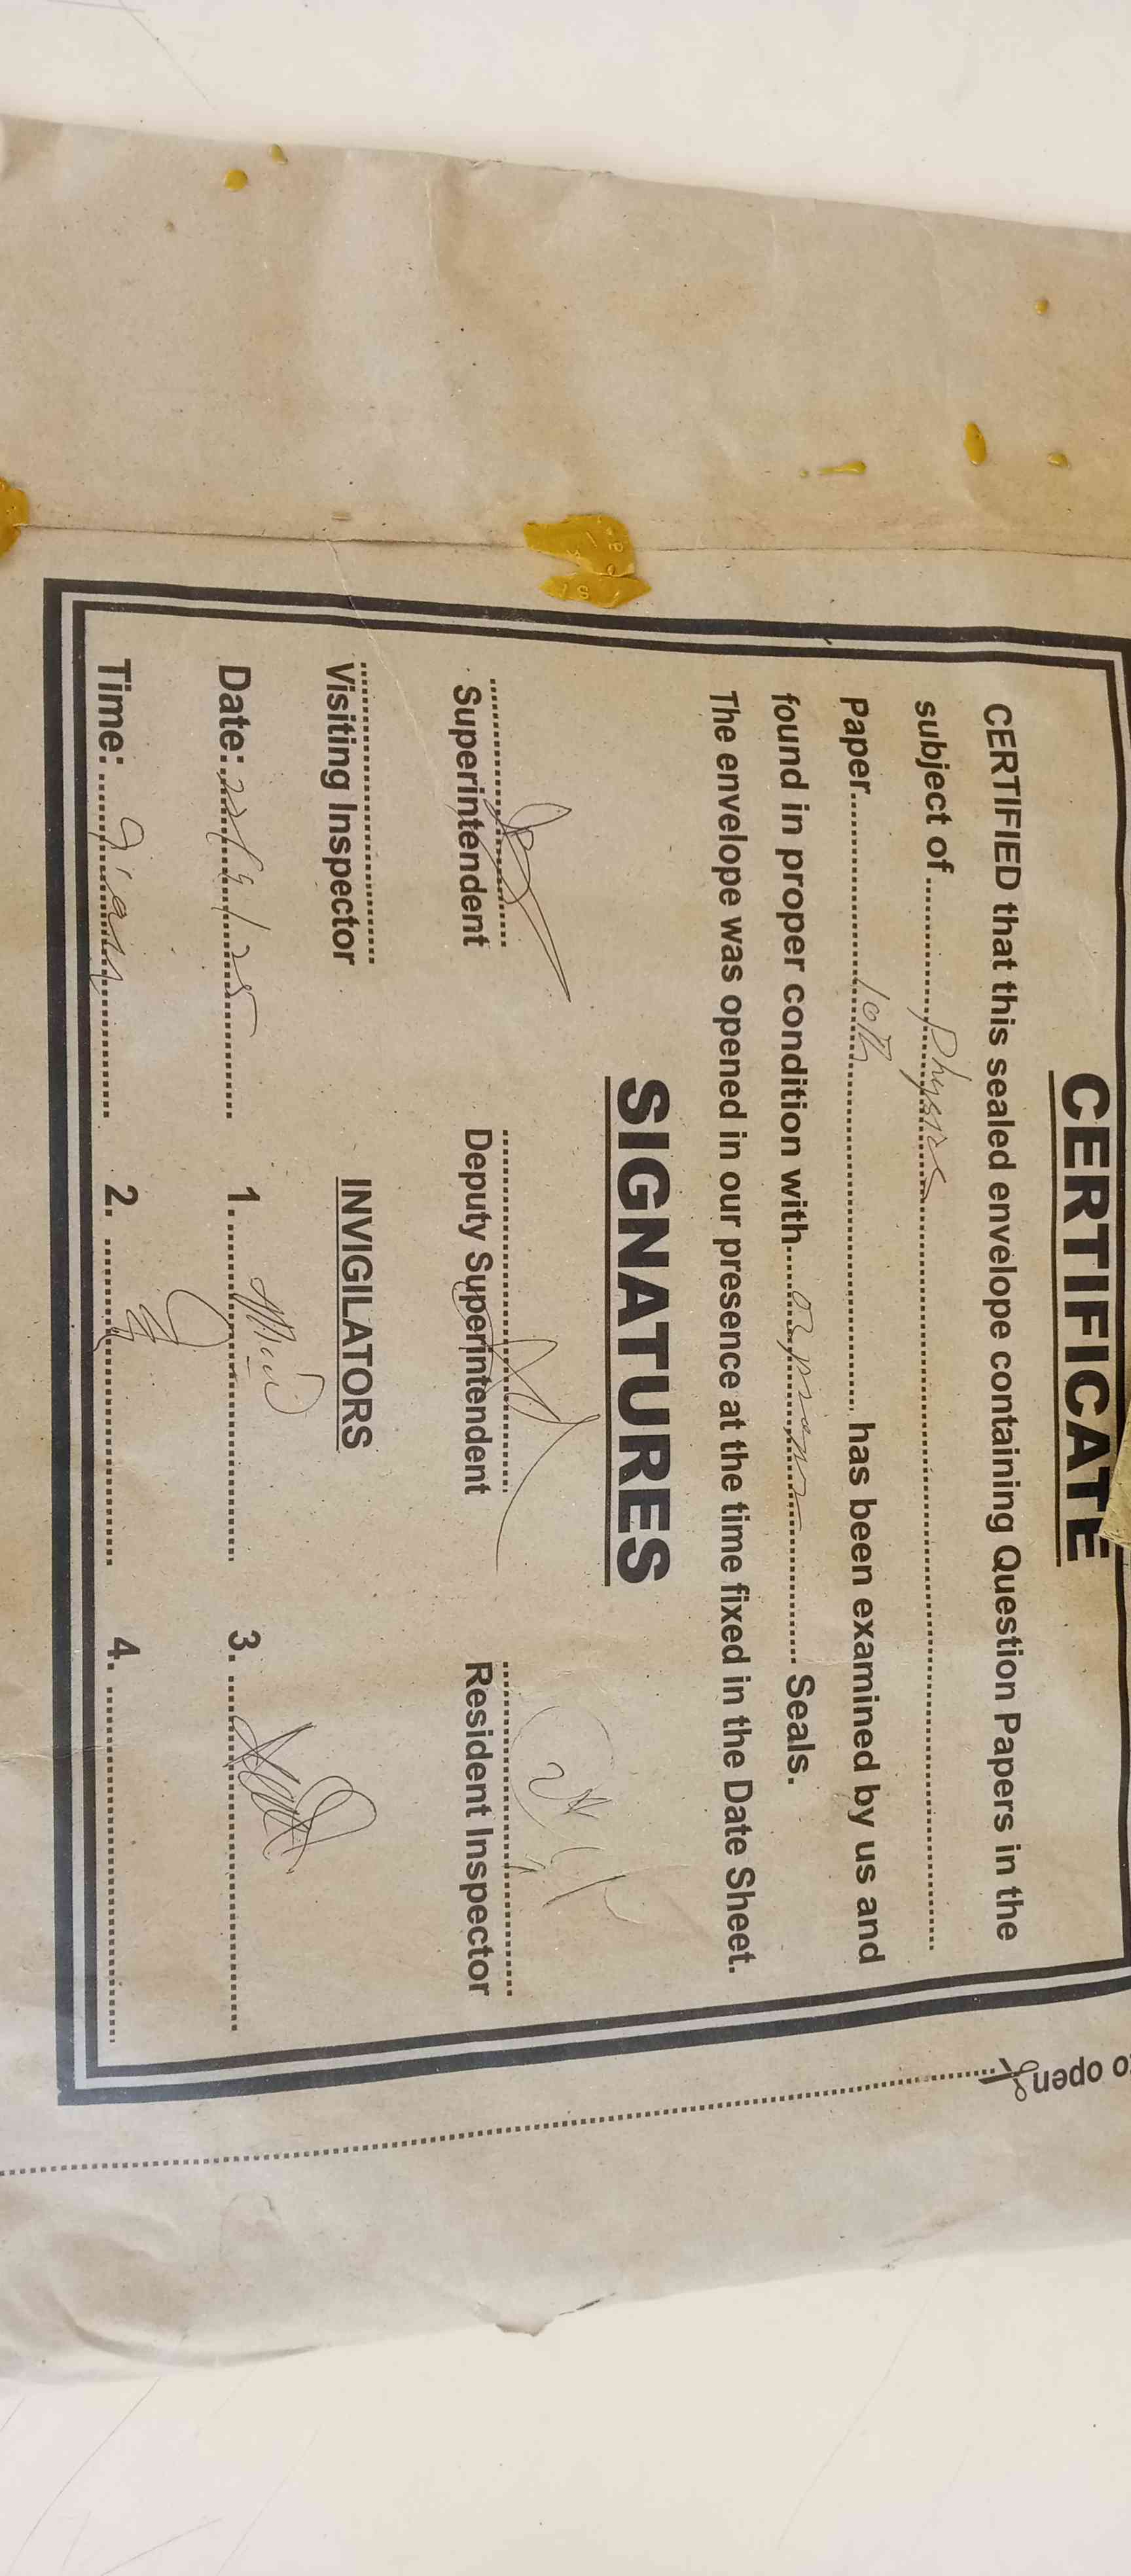 CERTIFICATE
CERTIFIED that this sealed envelope containing Question Papers in the
subject of Physics
Paper 10th has been examined by us and
found in proper condition with Seals.
The envelope was opened in our presence at the time fixed in the Date Sheet.
SIGNATURES
Superintendent Deputy Superintendent Resident Inspector
Visiting Inspector INVIGILATORS
Date: 1. 3.
Time: 2. 4.
to open